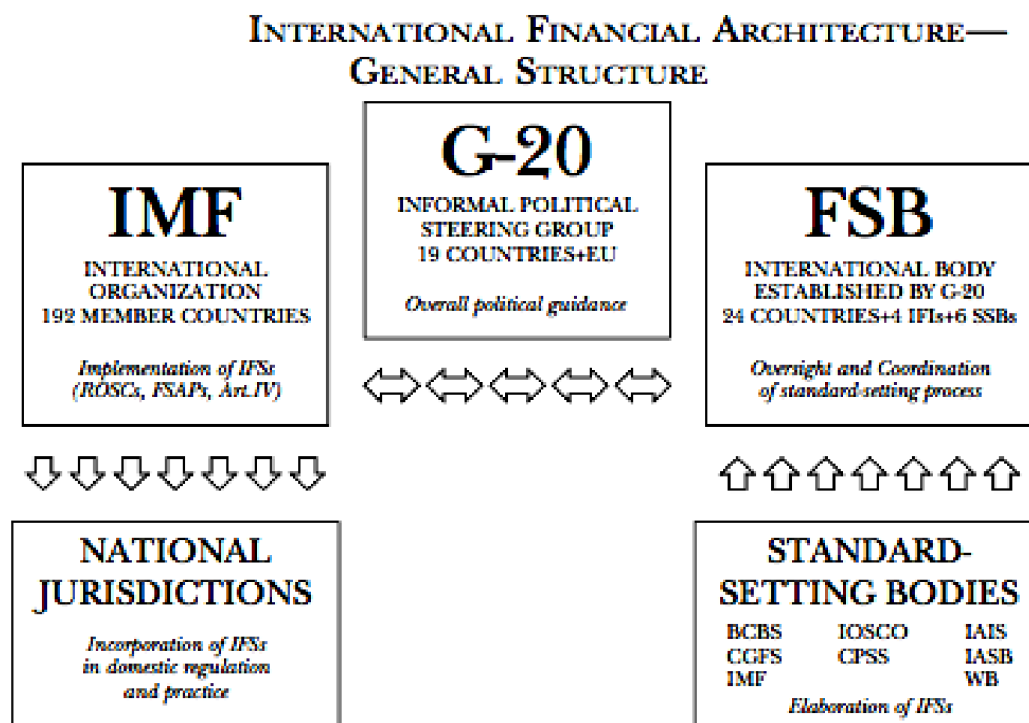 INTERNATIONAL FINANCIAL ARCHITECTURE—
GENERAL STRUCTURE
IMF
INTERNATIONAL
ORGANIZATION
192 MEMBER COUNTRIES
Implementation of IFSs
(ROSCs, FSAPs, Art.IV)
G-20
INFORMAL POLITICAL
STEERING GROUP
19 COUNTRIES+EU
Overall political guidance
FSB
INTERNATIONAL BODY
ESTABLISHED BY G-20
24 COUNTRIES+4 IFIs+6 SSBs
Oversight and Coordination
of standard-setting process
NATIONAL
JURISDICTIONS
Incorporation of IFSs
in domestic regulation
and practice
STANDARD-
SETTING BODIES
BCBS IOSCO IAIS
CGFS CPSS IASB
IMF WB
Elaboration of IFSs